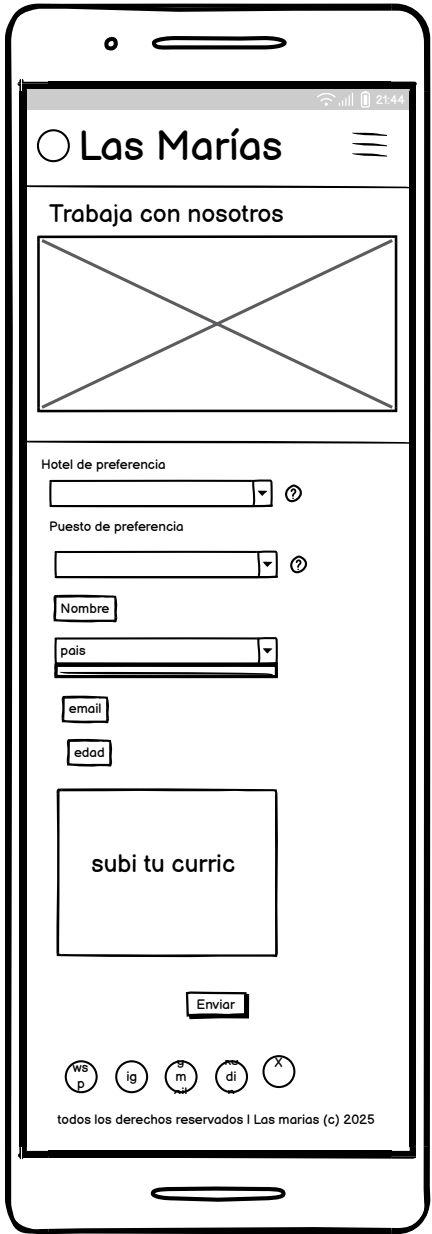 21:44
Las Marías
Trabaja con nosotros
Hotel de preferencia
?
Puesto de preferencia
?
Nombre
pais
email
edad
subi tu curric
Enviar
ws
p
ig
m
di
X
todos los derechos reservados | Las marias (c) 2025